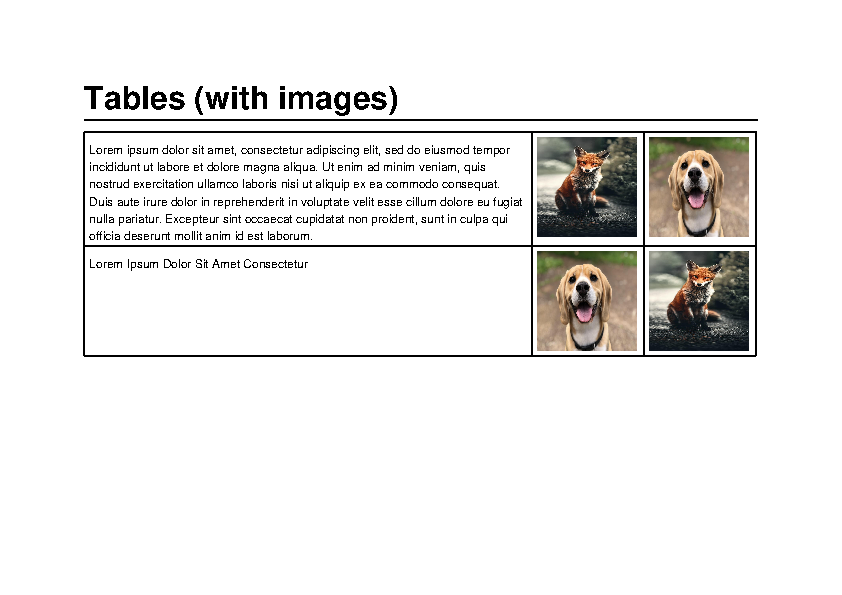 Tables (with images)
Lorem ipsum dolor sit amet, consectetur adipiscing elit, sed do eiusmod tempor
incididunt ut labore et dolore magna aliqua. Ut enim ad minim veniam, quis
nostrud exercitation ullamco laboris nisi ut aliquip ex ea commodo consequat.
Duis aute irure dolor in reprehenderit in voluptate velit esse cillum dolore eu fugiat
nulla pariatur. Excepteur sint occaecat cupidatat non proident, sunt in culpa qui
officia deserunt mollit anim id est laborum.
Lorem Ipsum Dolor Sit Amet Consectetur